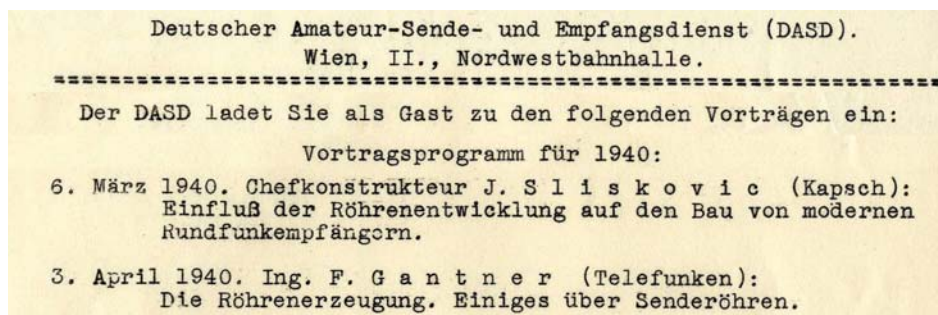 Deutscher Amateur-Sende- und Empfangsdienst (DASD).
Wien, II., Nordwestbahnhalle.
==================================================================
Der DASD ladet Sie als Gast zu den folgenden Vorträgen ein:
Vortragsprogramm für 1940:
6. März 1940. Chefkonstrukteur J. S l i s k o v i c (Kapsch):
Einfluß der Röhrenentwicklung auf den Bau von modernen
Rundfunkempfängern.
3. April 1940. Ing. F. G a n t n e r (Telefunken):
Die Röhrenerzeugung. Einiges über Senderöhren.